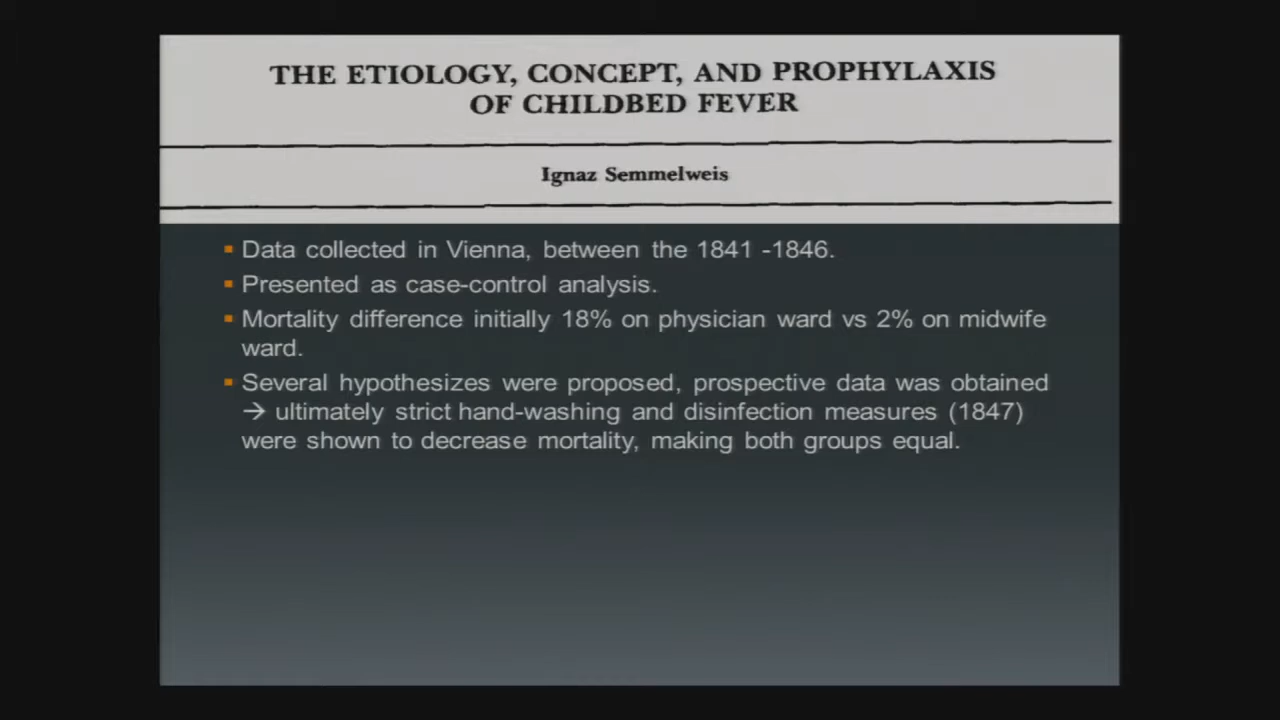 THE ETIOLOGY, CONCEPT, AND PROPHYLAXIS
OF CHILDBED FEVER
Ignaz Semmelweis
▪ Data collected in Vienna, between the 1841 -1846.
▪ Presented as case-control analysis.
▪ Mortality difference initially 18% on physician ward vs 2% on midwife
ward.
▪ Several hypothesizes were proposed, prospective data was obtained
→ ultimately strict hand-washing and disinfection measures (1847)
were shown to decrease mortality, making both groups equal.